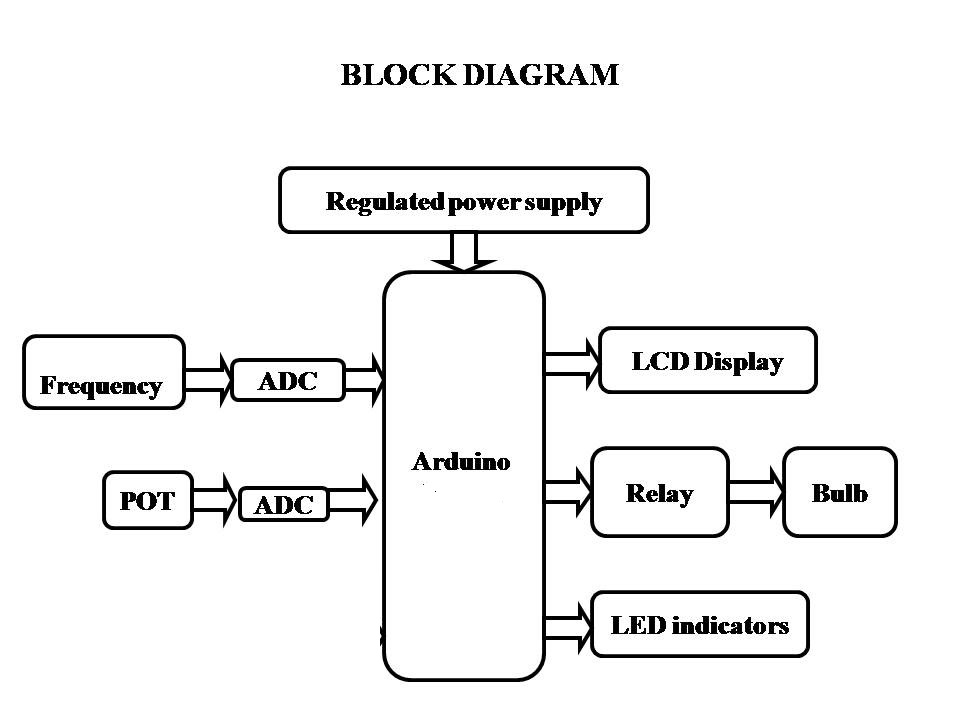 BLOCK DIAGRAM
Regulated power supply
Frequency
ADC
LCD Display
Arduino
POT
ADC
Relay
Bulb
LED indicators